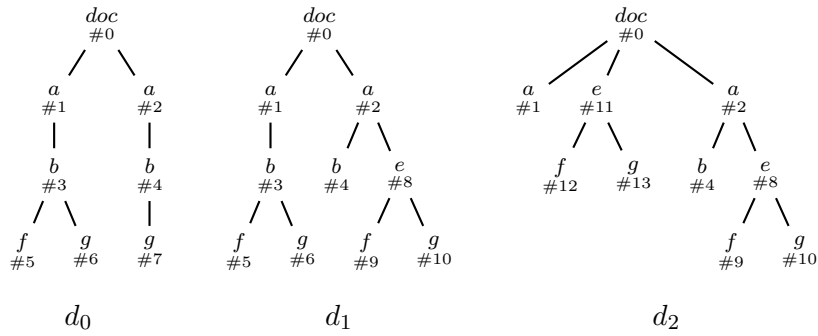 doc doc doc
#0 #0 #0
a a a a a e a
#1 #2 #1 #2 #1 #11 #2
b b b b e f g b e
#3 #4 #3 #4 #8 #12 #13 #4 #8
f g g f g f g f g
#5 #6 #7 #5 #6 #9 #10 #9 #10
d₀ d₁ d₂